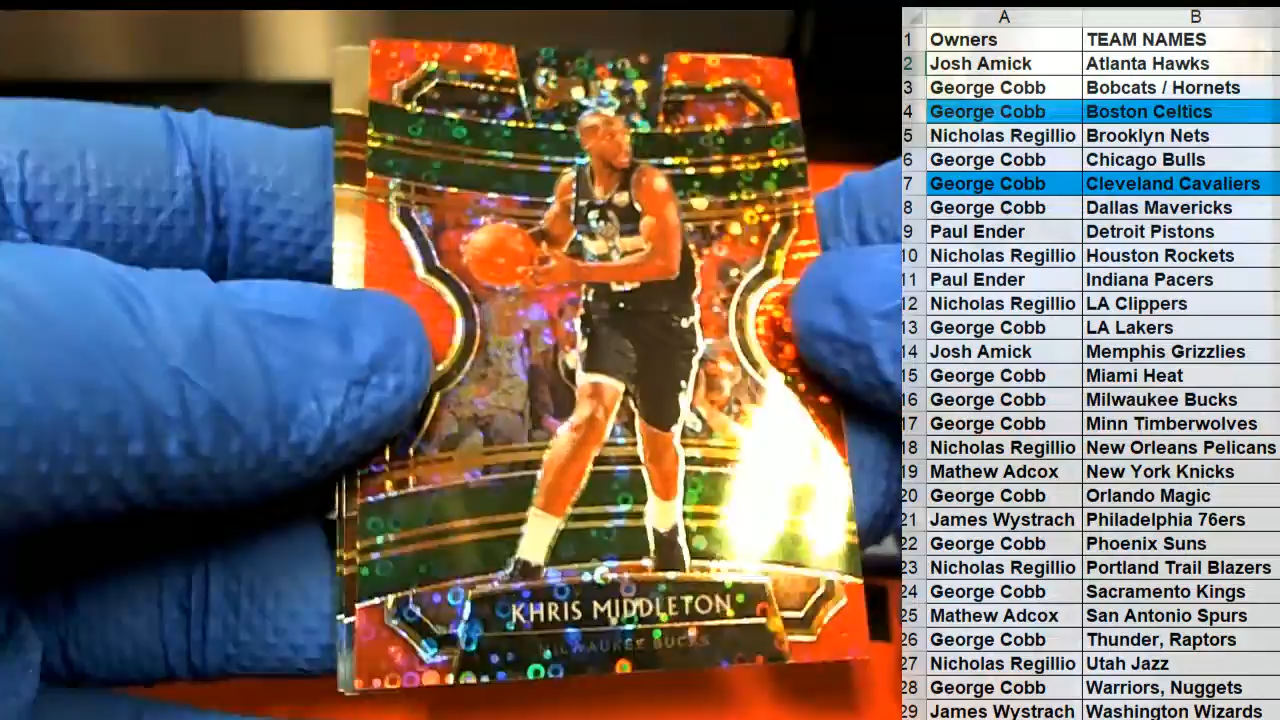 KHRIS MIDDLETON
MILWAUKEE BUCKS
A B
1 Owners TEAM NAMES
2 Josh Amick Atlanta Hawks
3 George Cobb Bobcats / Hornets
4 George Cobb Boston Celtics
5 Nicholas Regillio Brooklyn Nets
6 George Cobb Chicago Bulls
7 George Cobb Cleveland Cavaliers
8 George Cobb Dallas Mavericks
9 Paul Ender Detroit Pistons
10 Nicholas Regillio Houston Rockets
11 Paul Ender Indiana Pacers
12 Nicholas Regillio LA Clippers
13 George Cobb LA Lakers
14 Josh Amick Memphis Grizzlies
15 George Cobb Miami Heat
16 George Cobb Milwaukee Bucks
17 George Cobb Minn Timberwolves
18 Nicholas Regillio New Orleans Pelicans
19 Mathew Adcox New York Knicks
20 George Cobb Orlando Magic
21 James Wystrach Philadelphia 76ers
22 George Cobb Phoenix Suns
23 Nicholas Regillio Portland Trail Blazers
24 George Cobb Sacramento Kings
25 Mathew Adcox San Antonio Spurs
26 George Cobb Thunder, Raptors
27 Nicholas Regillio Utah Jazz
28 George Cobb Warriors, Nuggets
29 James Wystrach Washington Wizards